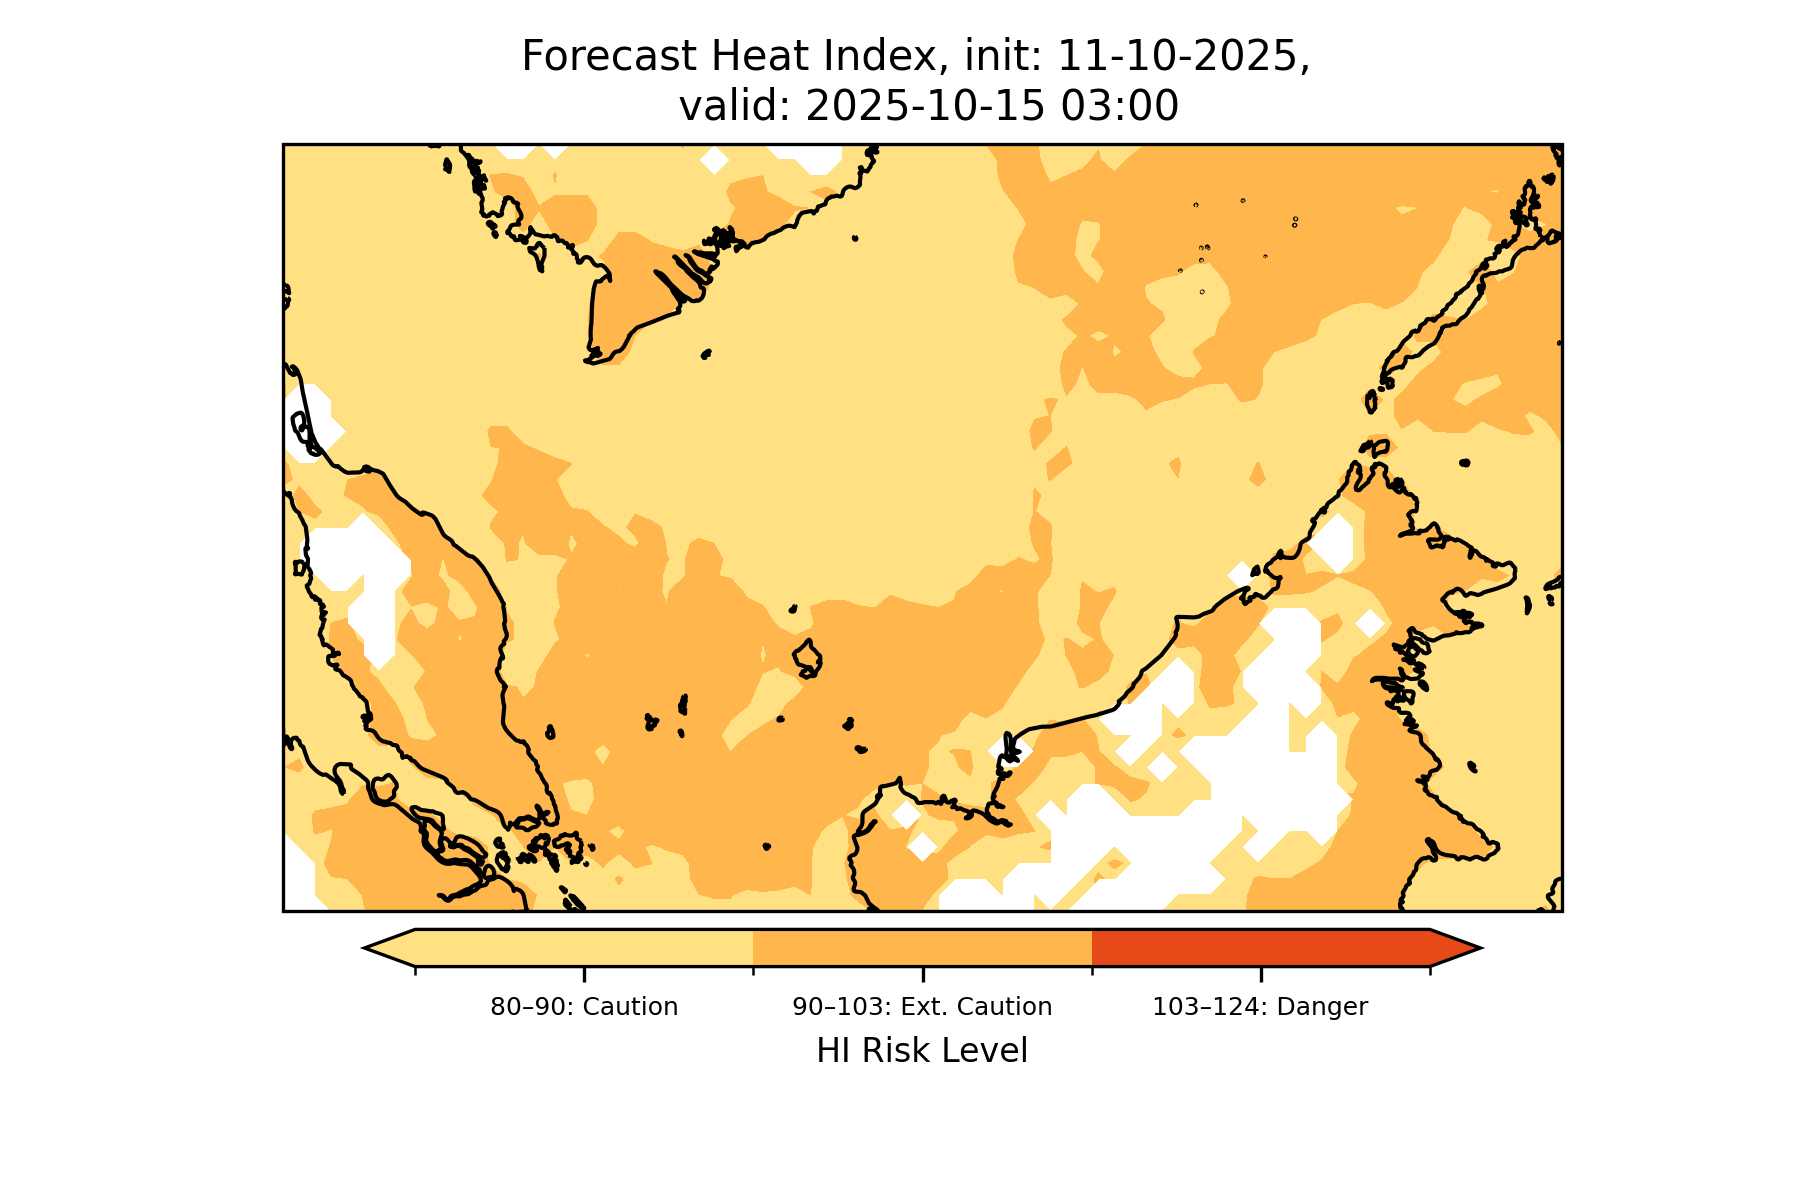 Forecast Heat Index, init: 11-10-2025,
valid: 2025-10-15 03:00
80–90: Caution
90–103: Ext. Caution
103–124: Danger
HI Risk Level